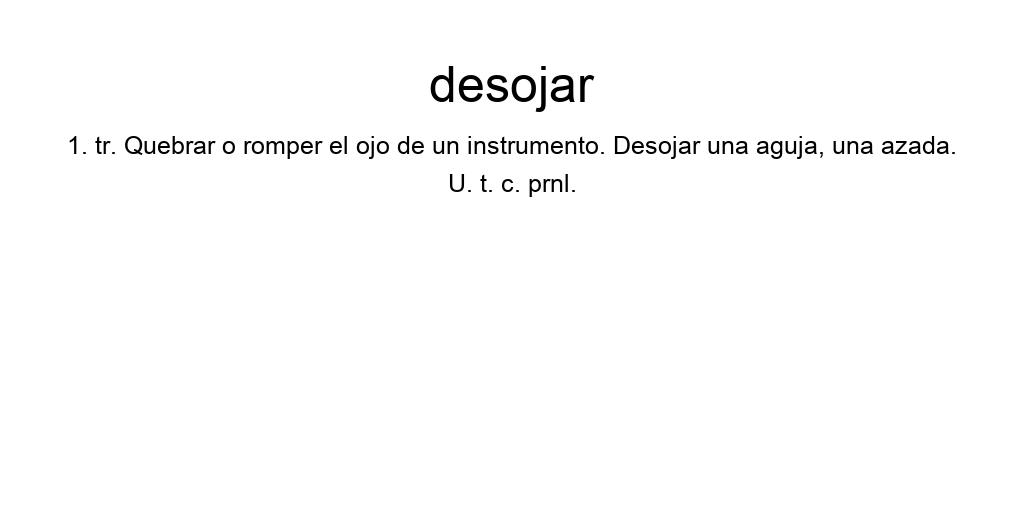 desojar
1. tr. Quebrar o romper el ojo de un instrumento. Desojar una aguja, una azada.
U. t. c. prnl.